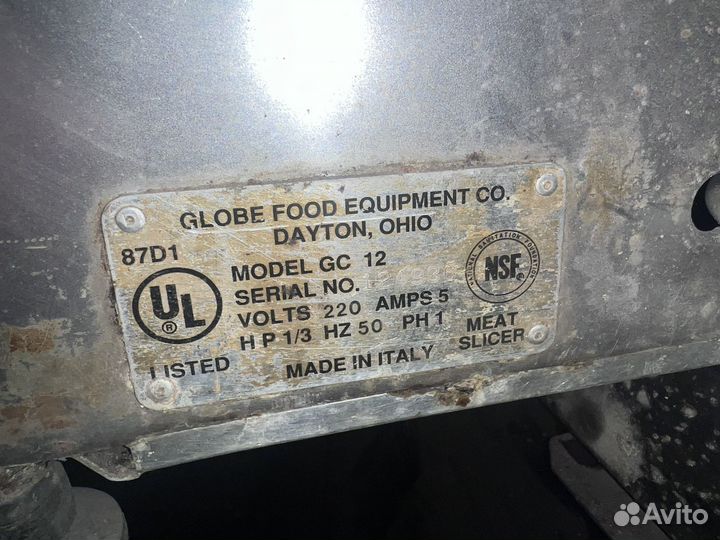 GLOBE FOOD EQUIPMENT CO.
DAYTON, OHIO
87D1
MODEL GC 12
SERIAL NO.
VOLTS 220 AMPS 5
H P 1/3 HZ 50 PH 1
UL
®
LISTED
MADE IN ITALY
NSF
MEAT
SLICER
Avito